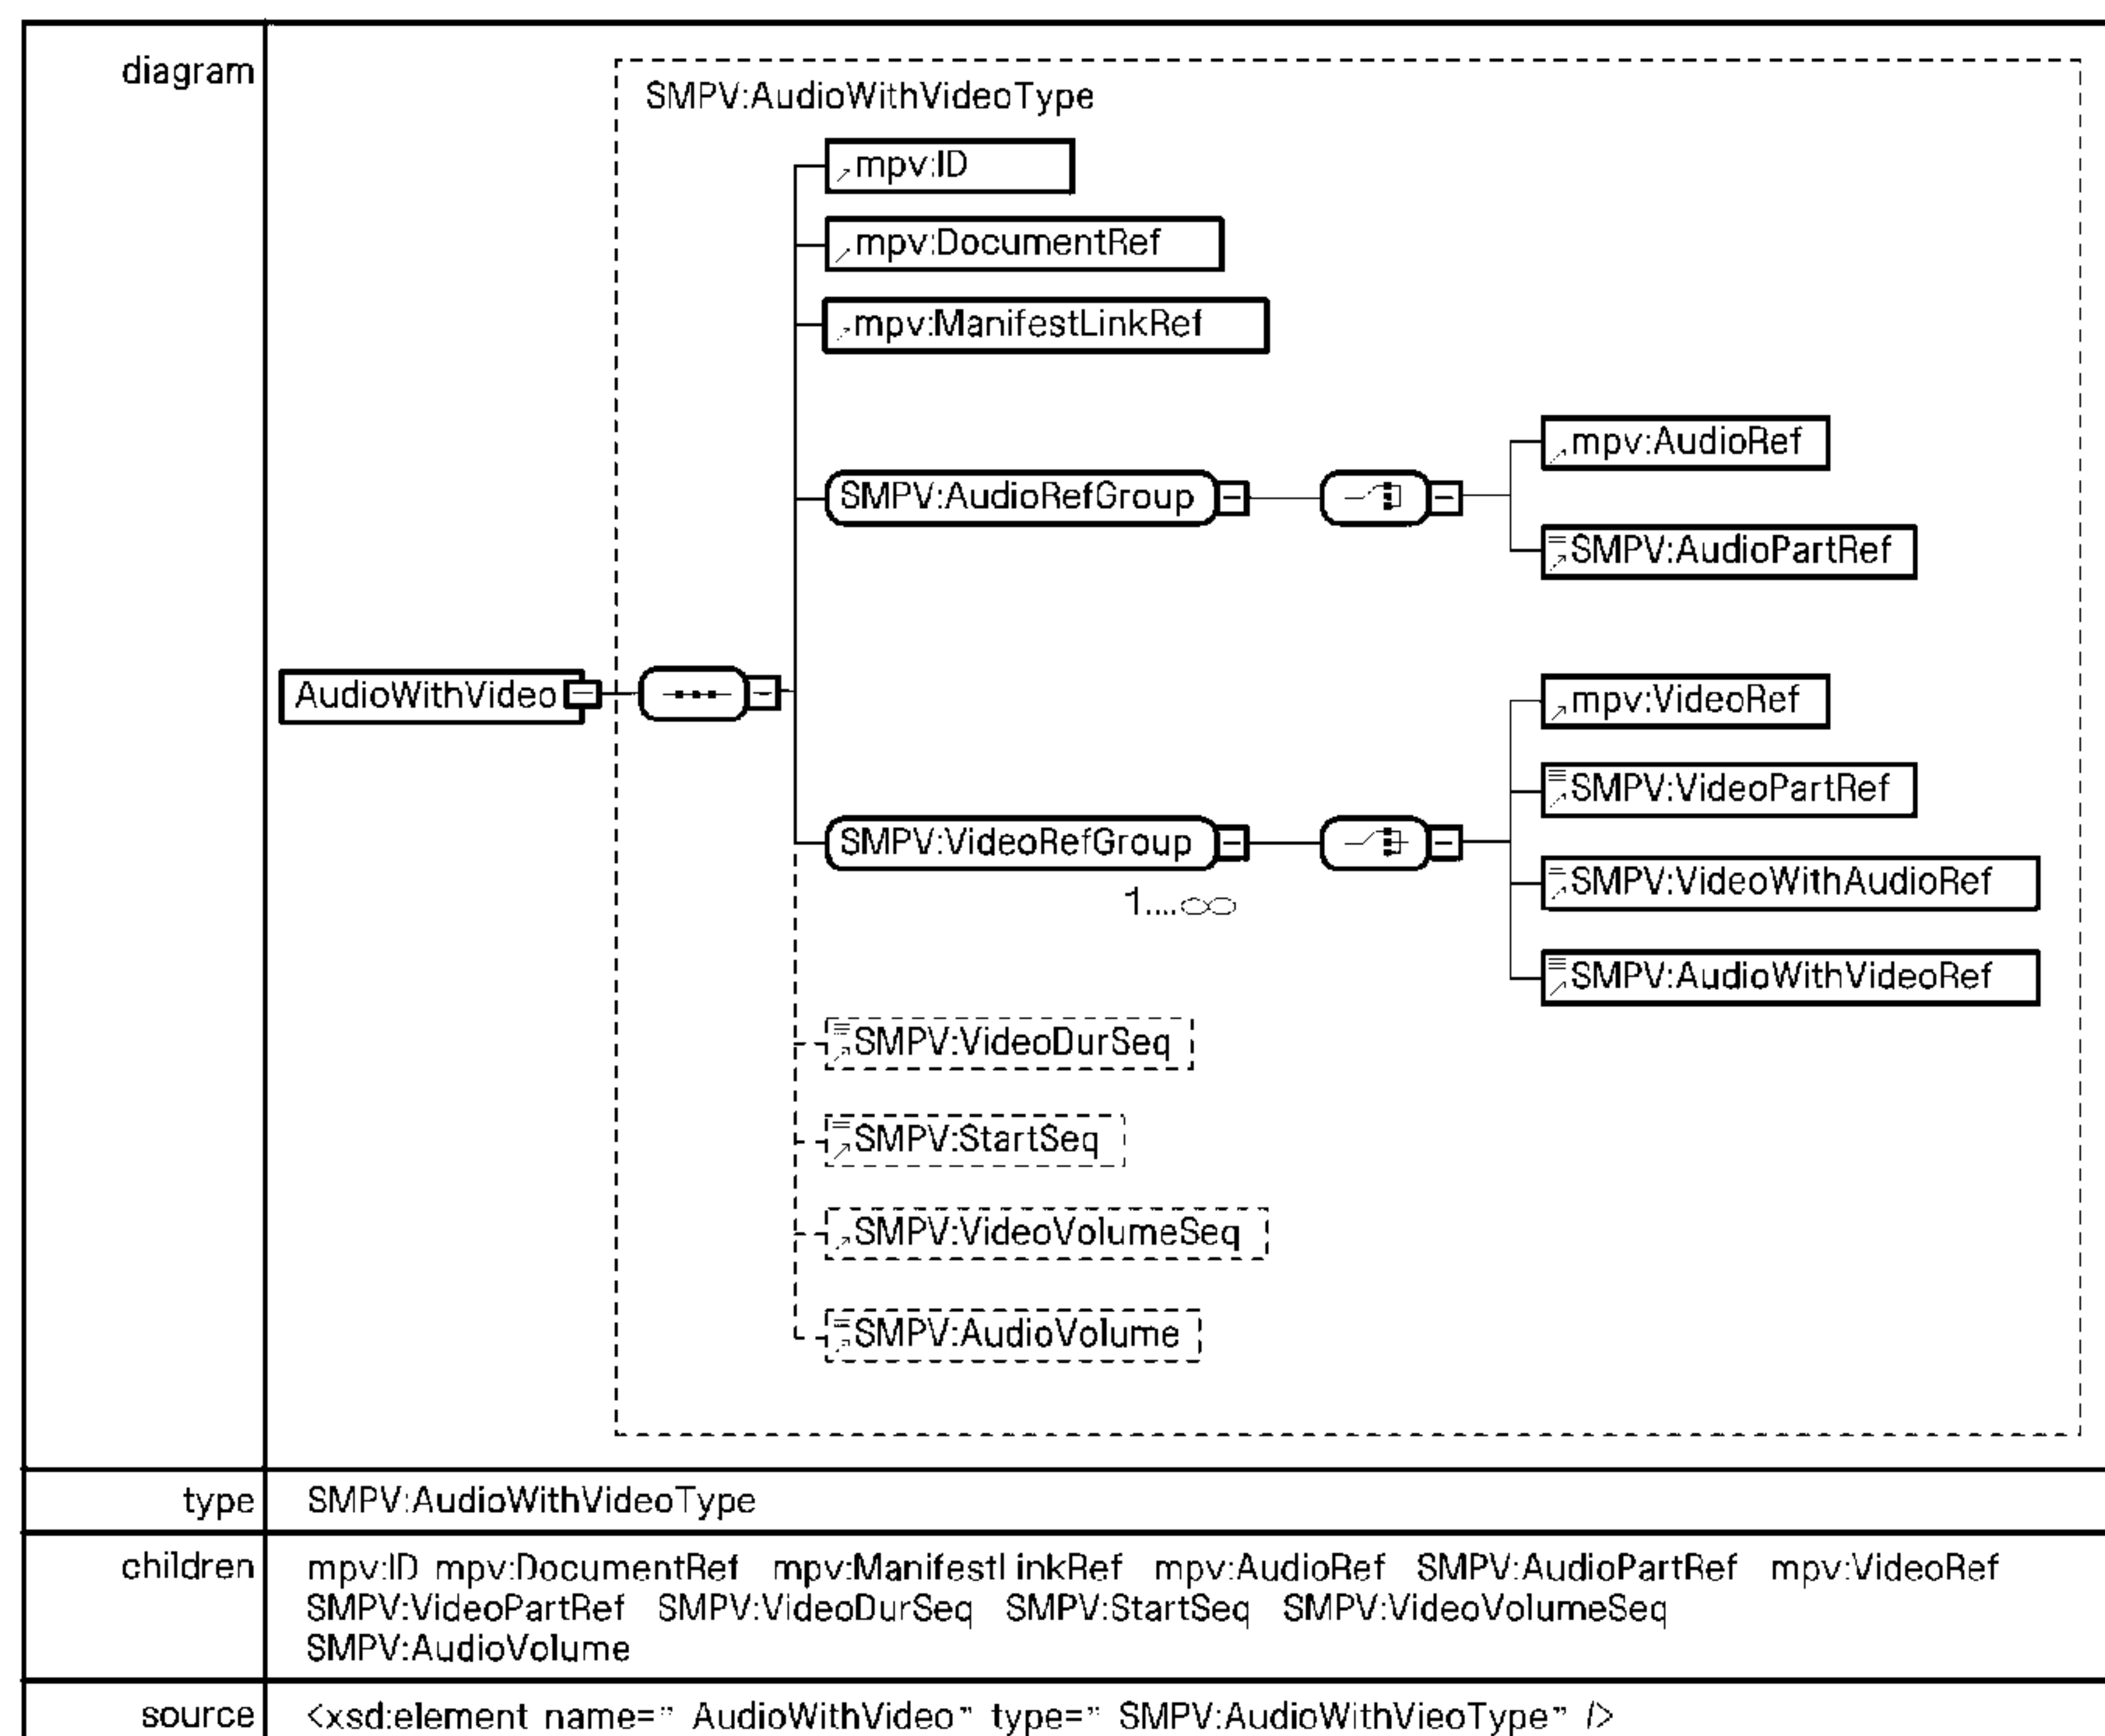 diagram
SMPV:AudioWithVideoType
mpv:ID
mpv:DocumentRef
mpv:ManifestLinkRef
mpv:AudioRef
SMPV:AudioRefGroup
SMPV:AudioPartRef
AudioWithVideo
mpv:VideoRef
SMPV:VideoPartRef
SMPV:VideoRefGroup
SMPV:VideoWithAudioRef
1....∞
SMPV:AudioWithVideoRef
SMPV:VideoDurSeq
SMPV:StartSeq
SMPV:VideoVolumeSeq
SMPV:AudioVolume
type SMPV:AudioWithVideoType
children mpv:ID mpv:DocumentRef mpv:Manifestl inkRef mpv:AudioRef SMPV:AudioPartRef mpv:VideoRef
SMPV:VideoPartRef SMPV:VideoDurSeq SMPV:StartSeq SMPV:VideoVolumeSeq
SMPV:AudioVolume
source <xsd:element name=" AudioWithVideo" type=" SMPV:AudioWithVieoType" />